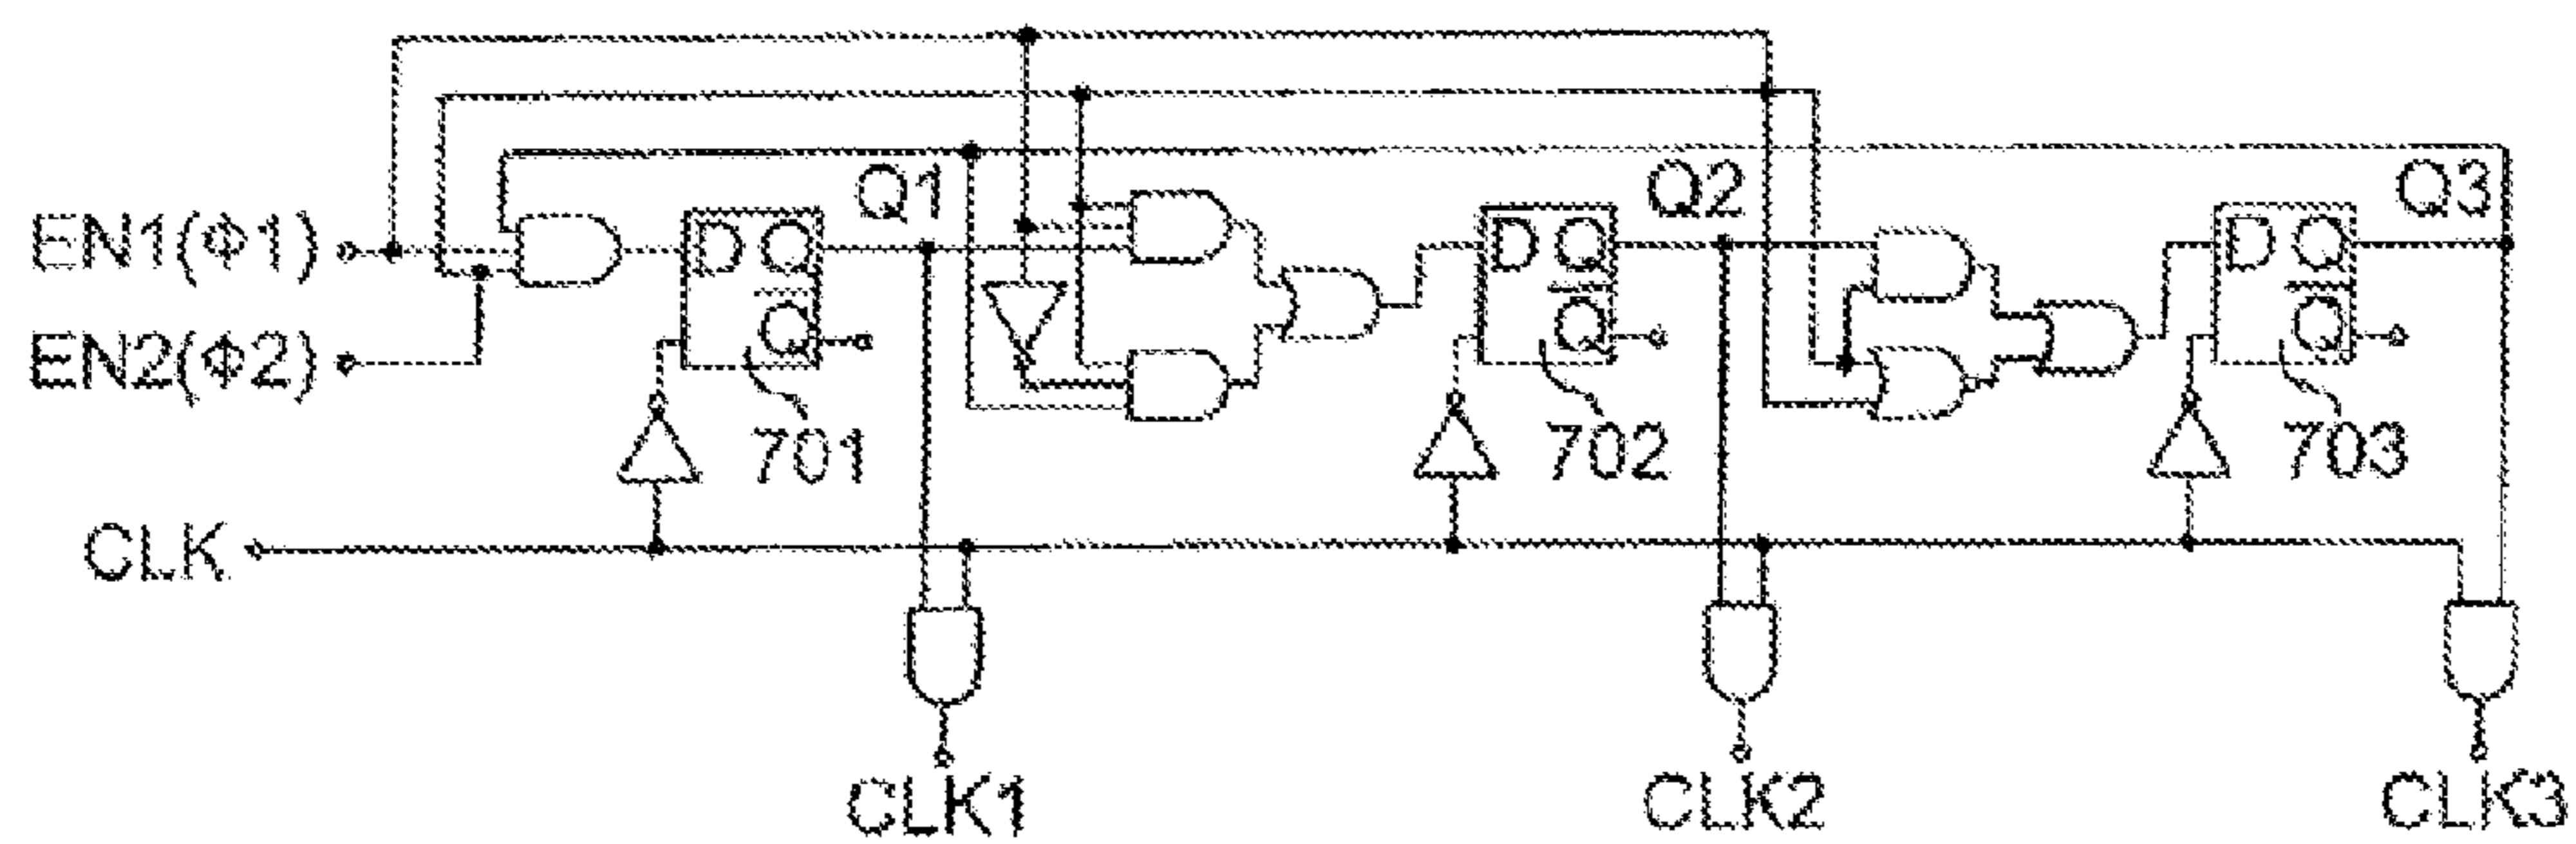 Q1 Q2 Q3
EN1(Φ1) D Q D Q D Q
EN2(Φ2) Q Q Q
701 702 703
CLK
CLK1 CLK2 CLK3